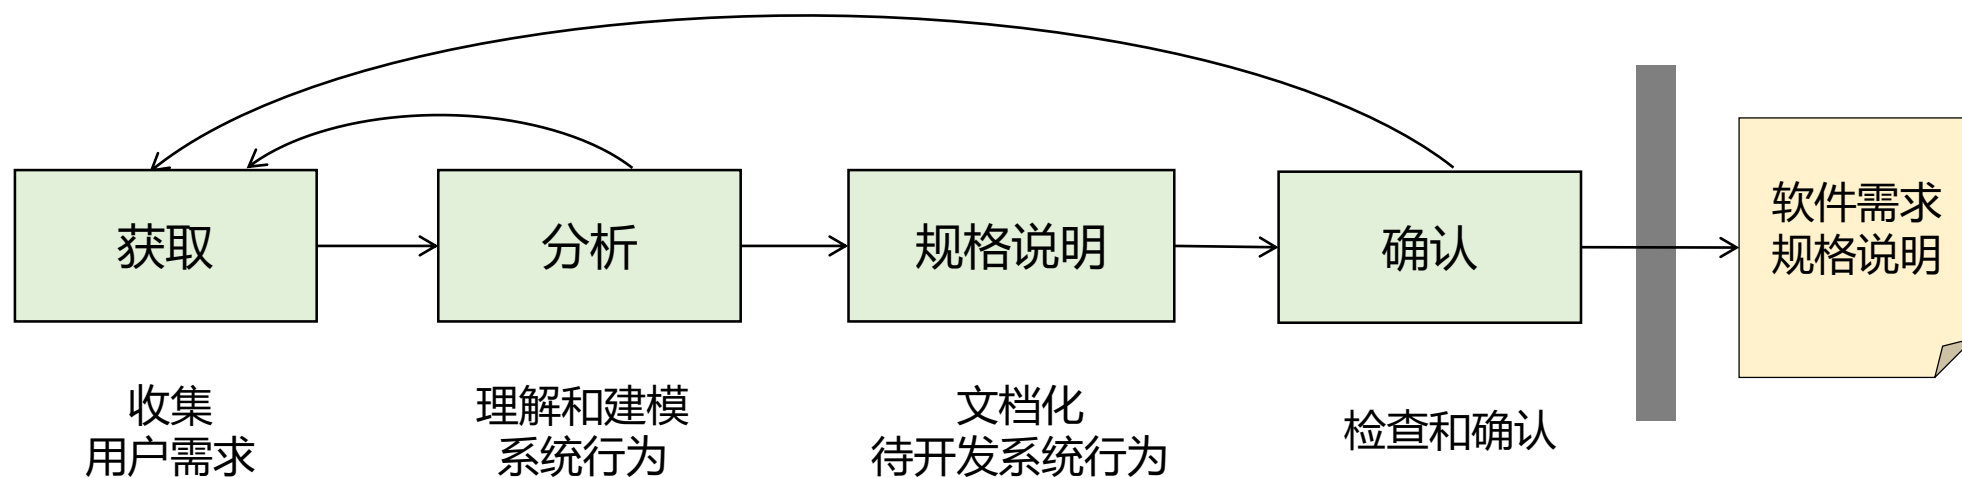 获取
分析
规格说明
确认
软件需求
规格说明
收集
用户需求
理解和建模
系统行为
文档化
待开发系统行为
检查和确认